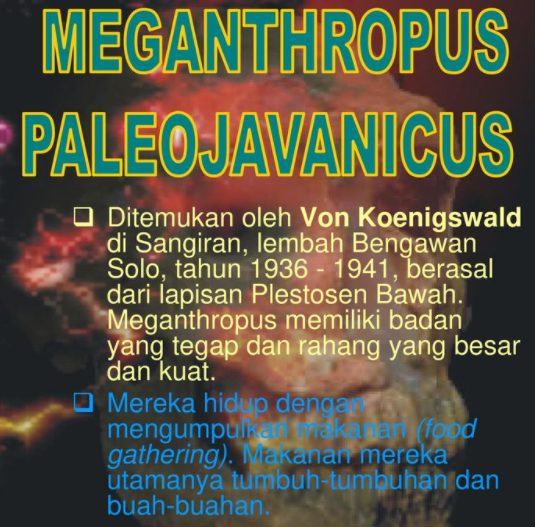 MEGANTHROPUS
PALEOJAVANICUS
❑ Ditemukan oleh Von Koenigswald
di Sangiran, lembah Bengawan
Solo, tahun 1936 - 1941, berasal
dari lapisan Plestosen Bawah.
Meganthropus memiliki badan
yang tegap dan rahang yang besar
dan kuat.
❑ Mereka hidup dengan
mengumpulkan makanan (food
gathering). Makanan mereka
utamanya tumbuh-tumbuhan dan
buah-buahan.